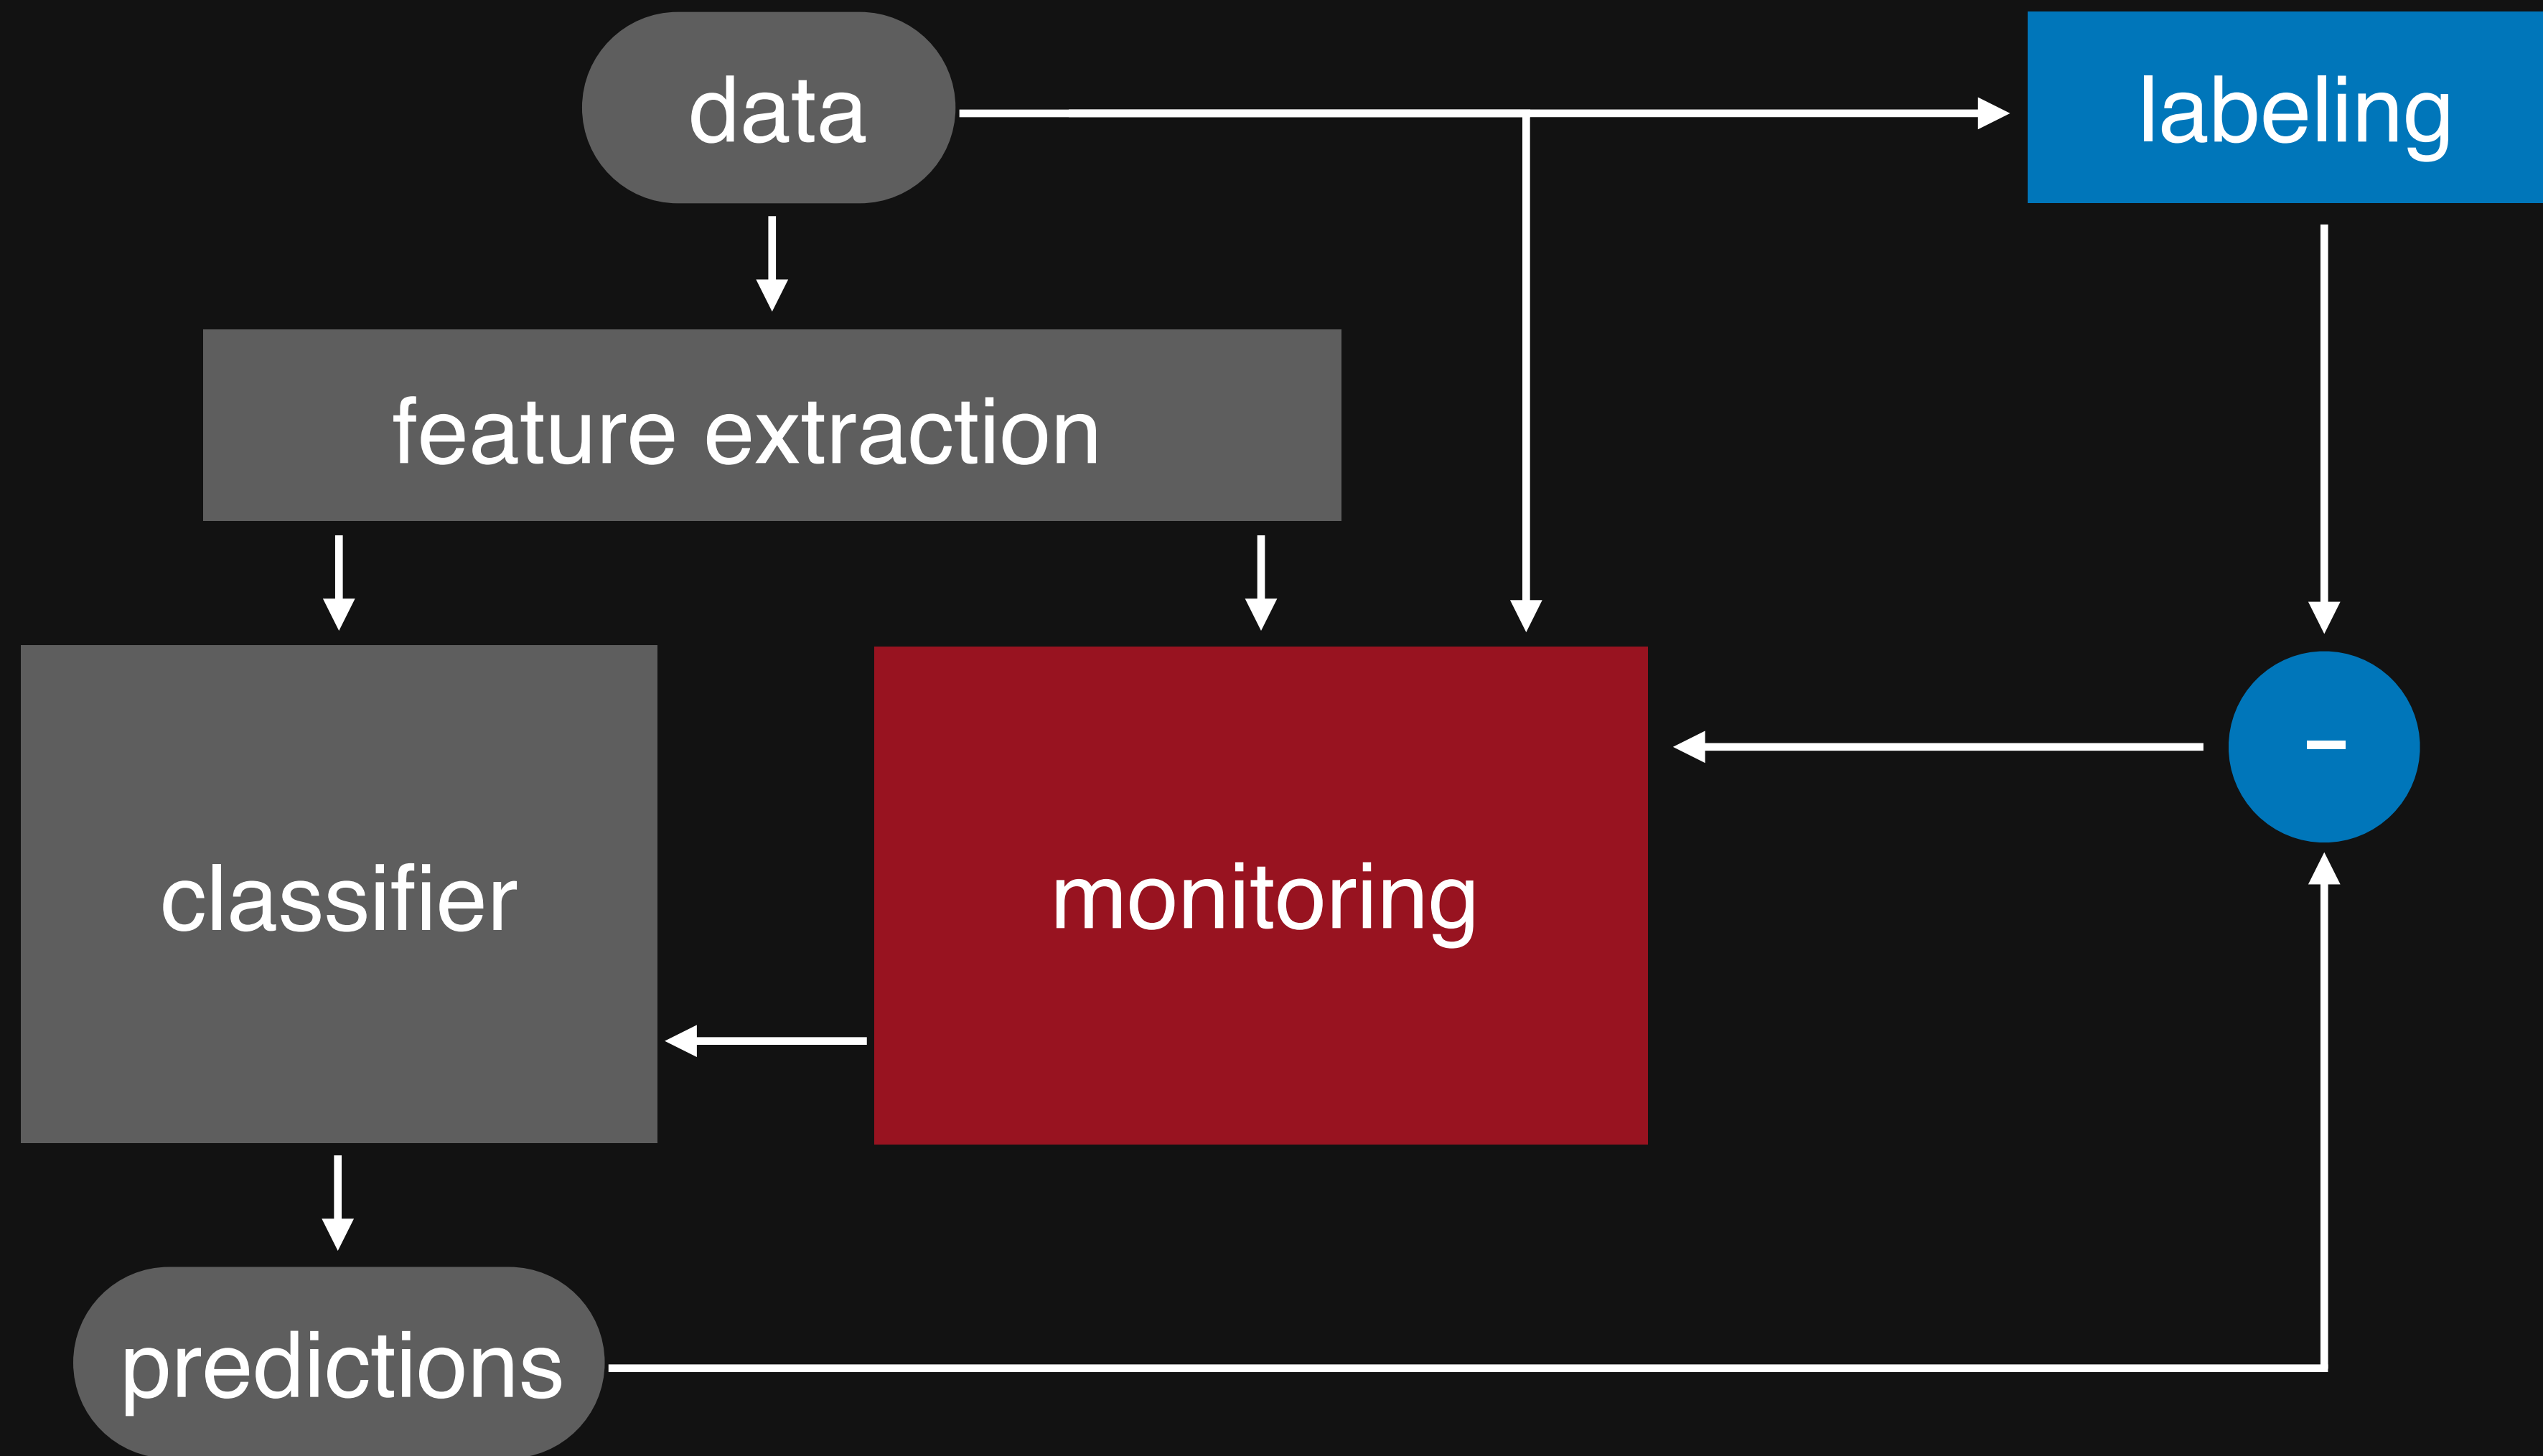 data
labeling
feature extraction
classifier
monitoring
–
predictions